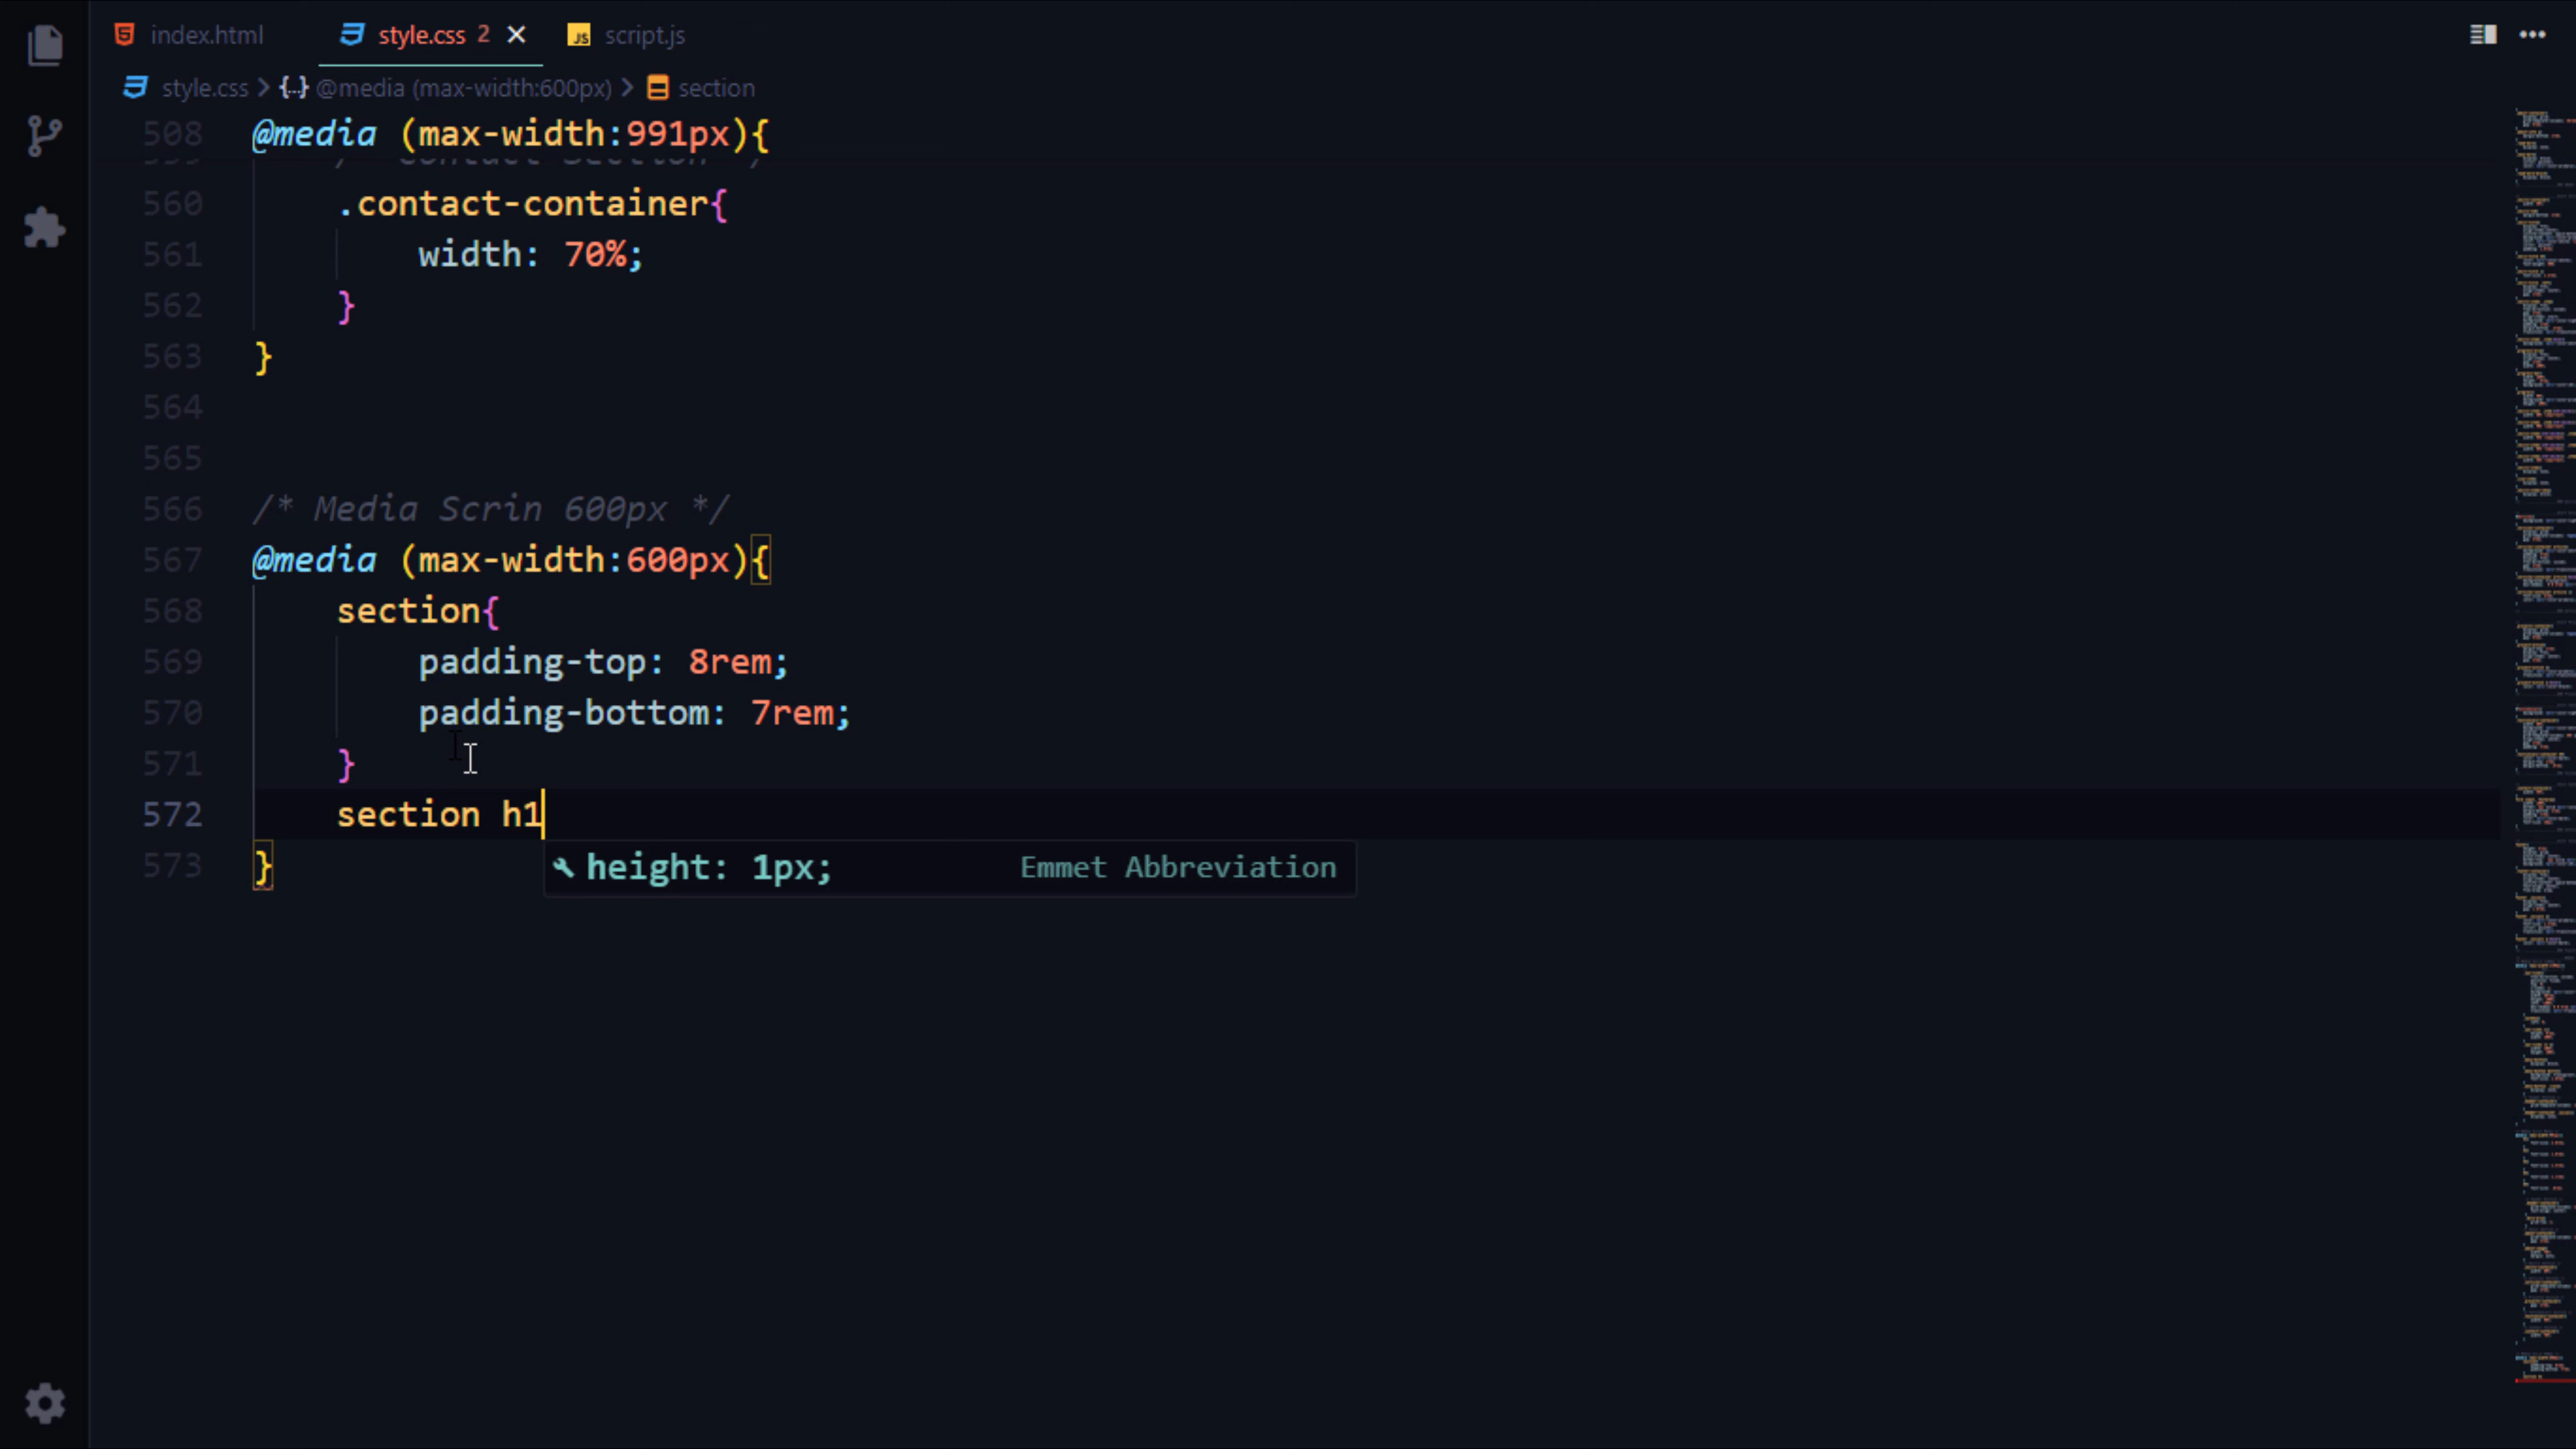 index.html
style.css 2
script.js
style.css > {...} @media (max-width:600px) > section
508 @media (max-width:991px){
559 /* Contact Section */
560 .contact-container{
561 width: 70%;
562 }
563 }
564
565
566 /* Media Scrin 600px */
567 @media (max-width:600px){
568 section{
569 padding-top: 8rem;
570 padding-bottom: 7rem;
571 }
572 section h1
573 }
height: 1px; Emmet Abbreviation